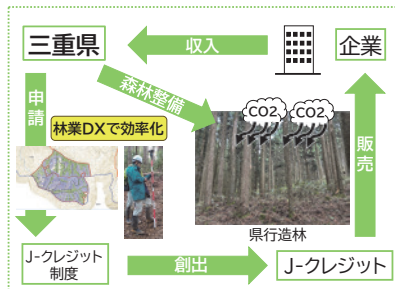 三重県
収入
企業
申請
森林整備
CO2
CO2
林業DXで効率化
販売
県行造林
J-クレジット
制度
創出
J-クレジット